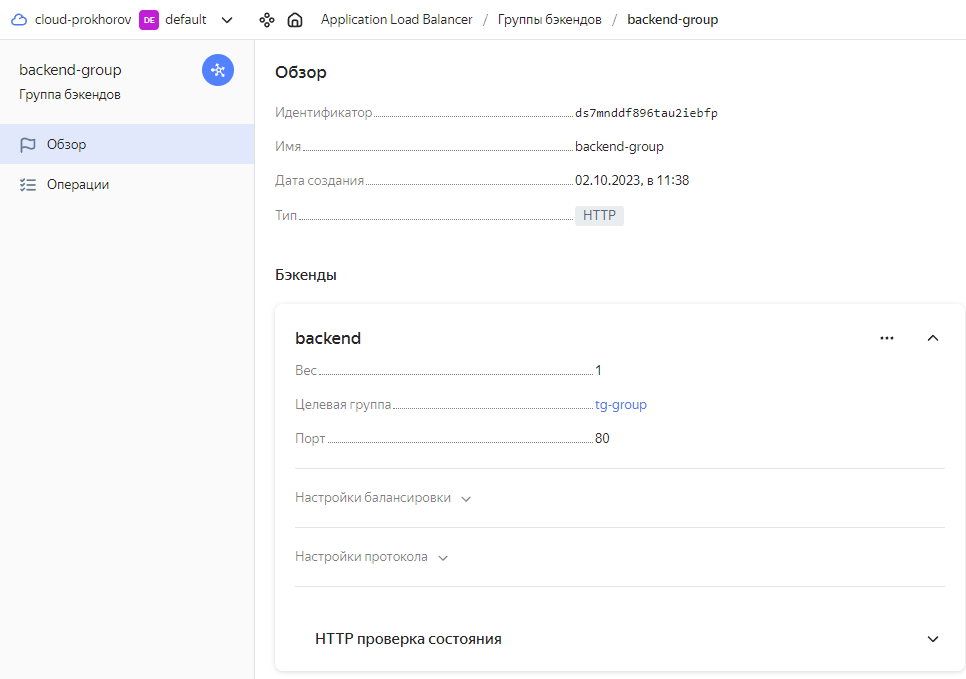 cloud-prokhorov DE default Application Load Balancer / Группы бэкендов / backend-group
backend-group
Группа бэкендов
Обзор
Операции
Обзор
Идентификатор ds7mnddf896tau2iebfp
Имя backend-group
Дата создания 02.10.2023, в 11:38
Тип HTTP
Бэкенды
backend
Вес 1
Целевая группа tg-group
Порт 80
Настройки балансировки
Настройки протокола
HTTP проверка состояния